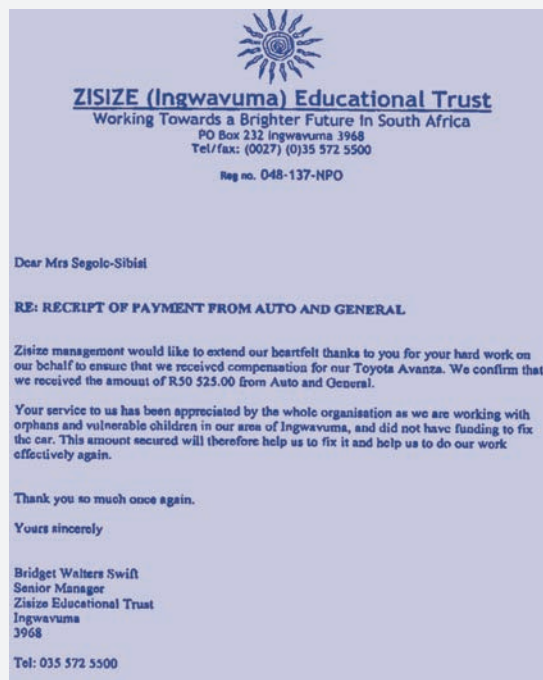 ZISIZE (Ingwavuma) Educational Trust
Working Towards a Brighter Future in South Africa
PO Box 232 Ingwavuma 3968
Tel/fax: (0027) (0)35 572 5500
Reg no. 048-137-NPO
Dear Mrs Segolo-Sibisi
RE: RECEIPT OF PAYMENT FROM AUTO AND GENERAL
Zisize management would like to extend our heartfelt thanks to you for your hard work on
our behalf to ensure that we received compensation for our Toyota Avanza. We confirm that
we received the amount of R50 525.00 from Auto and General.
Your service to us has been appreciated by the whole organisation as we are working with
orphans and vulnerable children in our area of Ingwavuma, and did not have funding to fix
the car. This amount secured will therefore help us to fix it and help us to do our work
effectively again.
Thank you so much once again.
Yours sincerely
Bridget Walters Swift
Senior Manager
Zisize Educational Trust
Ingwavuma
3968
Tel: 035 572 5500